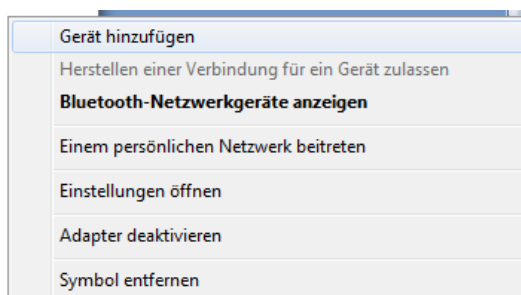 Gerät hinzufügen
Herstellen einer Verbindung für ein Gerät zulassen
Bluetooth-Netzwerkgeräte anzeigen
Einem persönlichen Netzwerk beitreten
Einstellungen öffnen
Adapter deaktivieren
Symbol entfernen